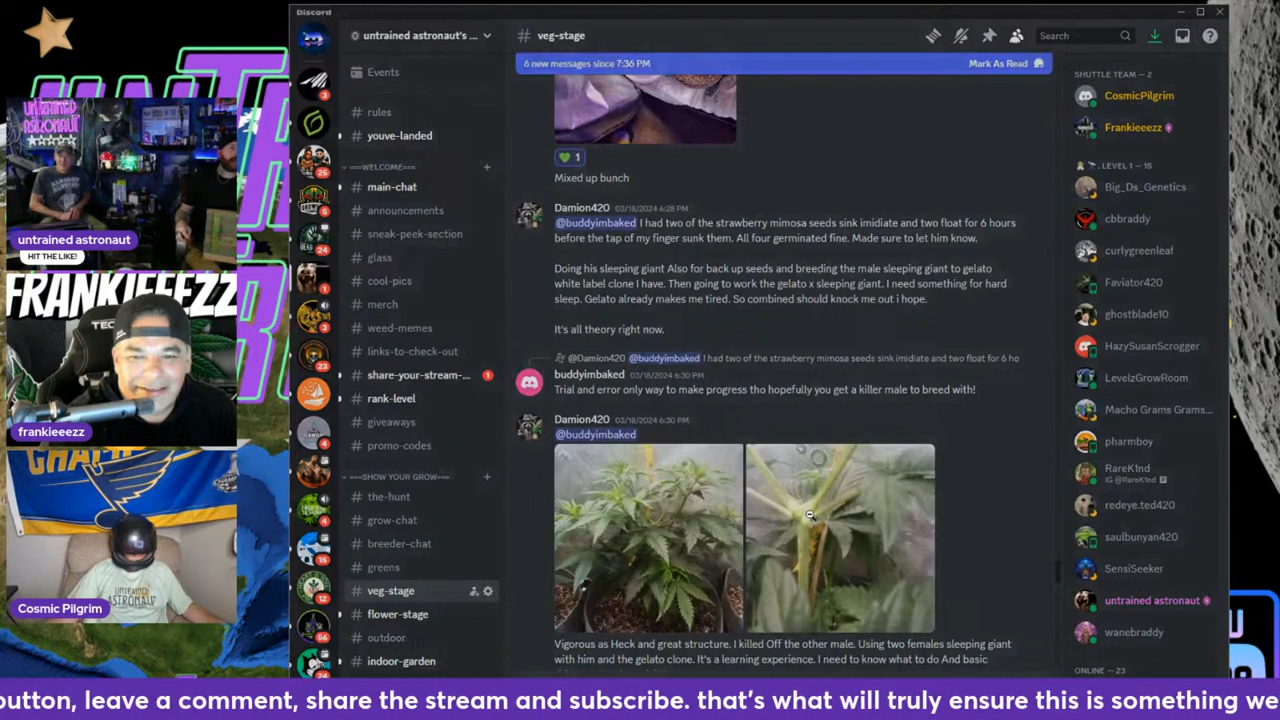 Discord
untrained astronaut's ...
veg-stage
Search
6 new messages since 7:36 PM
Mark As Read
Events
rules
youve-landed
===WELCOME===
main-chat
announcements
sneak-peek-section
glass
cool-pics
merch
weed-memes
links-to-check-out
share-your-stream-...
1
rank-level
giveaways
promo-codes
===SHOW YOUR GROW===
the-hunt
grow-chat
breeder-chat
greens
veg-stage
flower-stage
outdoor
indoor-garden
1
Mixed up bunch
Damion420 03/18/2024 6:28 PM
@buddyimbaked I had two of the strawberry mimosa seeds sink imidiate and two float for 6 hours
before the tap of my finger sunk them. All four germinated fine. Made sure to let him know.
Doing his sleeping giant Also for back up seeds and breeding the male sleeping giant to gelato
white label clone I have. Then going to work the gelato x sleeping giant. I need something for hard
sleep. Gelato already makes me tired. So combined should knock me out i hope.
It's all theory right now.
@Damion420 @buddyimbaked I had two of the strawberry mimosa seeds sink imidiate and two float for 6 ho
buddyimbaked 03/18/2024 6:30 PM
Trial and error only way to make progress tho hopefully you get a killer male to breed with!
Damion420 03/18/2024 6:30 PM
@buddyimbaked
Vigorous as Heck and great structure. I killed Off the other male. Using two females sleeping giant
with him and the gelato clone. It's a learning experience. I need to know what to do And basic
SHUTTLE TEAM — 2
CosmicPilgrim
Frankieeezz
LEVEL 1 — 15
Big_Ds_Genetics
cbbraddy
curlygreenleaf
Faviator420
ghostblade10
HazySusanScrogger
LevelzGrowRoom
Macho Grams Grams...
pharmboy
RareK1nd
IG @RareK1nd
redeye.ted420
saulbunyan420
SensiSeeker
untrained astronaut
wanebraddy
ONLINE — 23
UNTRAINED
ASTRONAUT
untrained astronaut
HIT THE LIKE!
FRANKIEEEZZ
frankieeezz
UNTRAINED
ASTRONAUT
Cosmic Pilgrim
button, leave a comment, share the stream and subscribe. that's what will truly ensure this is something we